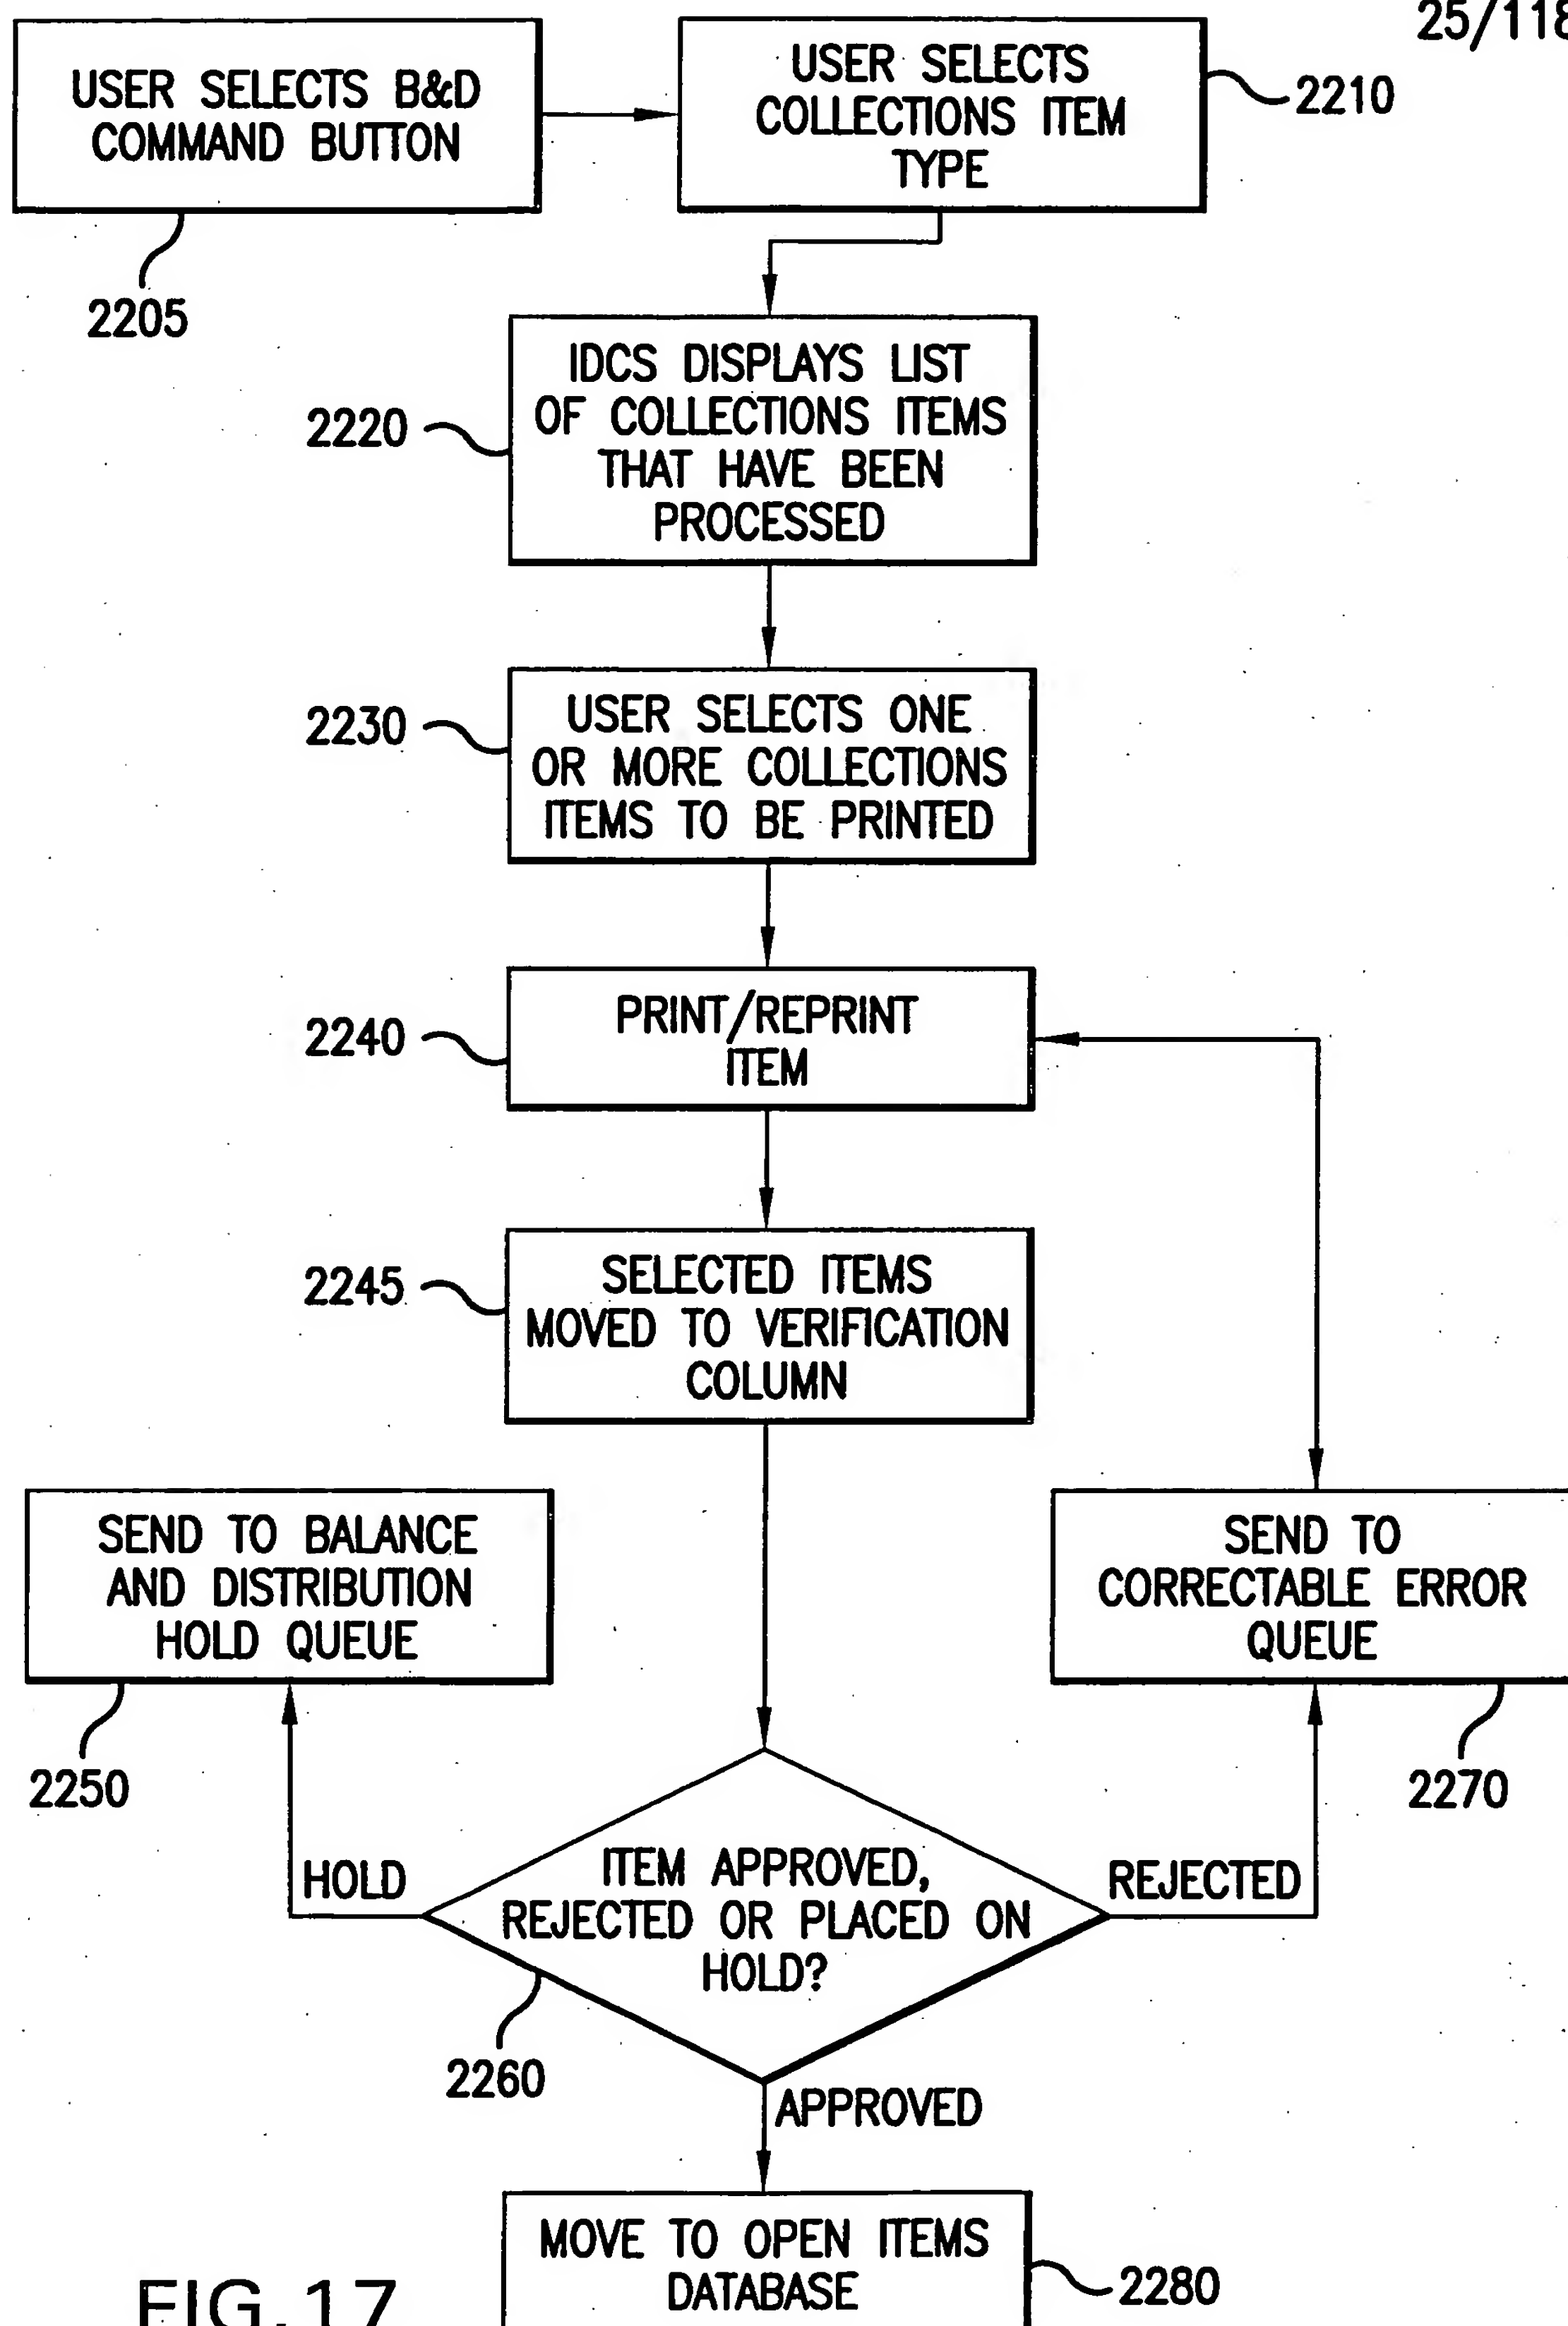 25/118
USER SELECTS B&D
COMMAND BUTTON
2205
USER SELECTS
COLLECTIONS ITEM
TYPE
2210
IDCS DISPLAYS LIST
OF COLLECTIONS ITEMS
THAT HAVE BEEN
PROCESSED
2220
USER SELECTS ONE
OR MORE COLLECTIONS
ITEMS TO BE PRINTED
2230
PRINT/REPRINT
ITEM
2240
SELECTED ITEMS
MOVED TO VERIFICATION
COLUMN
2245
SEND TO BALANCE
AND DISTRIBUTION
HOLD QUEUE
2250
SEND TO
CORRECTABLE ERROR
QUEUE
2270
HOLD
ITEM APPROVED,
REJECTED OR PLACED ON
HOLD?
REJECTED
2260
APPROVED
MOVE TO OPEN ITEMS
DATABASE
2280
FIG.17